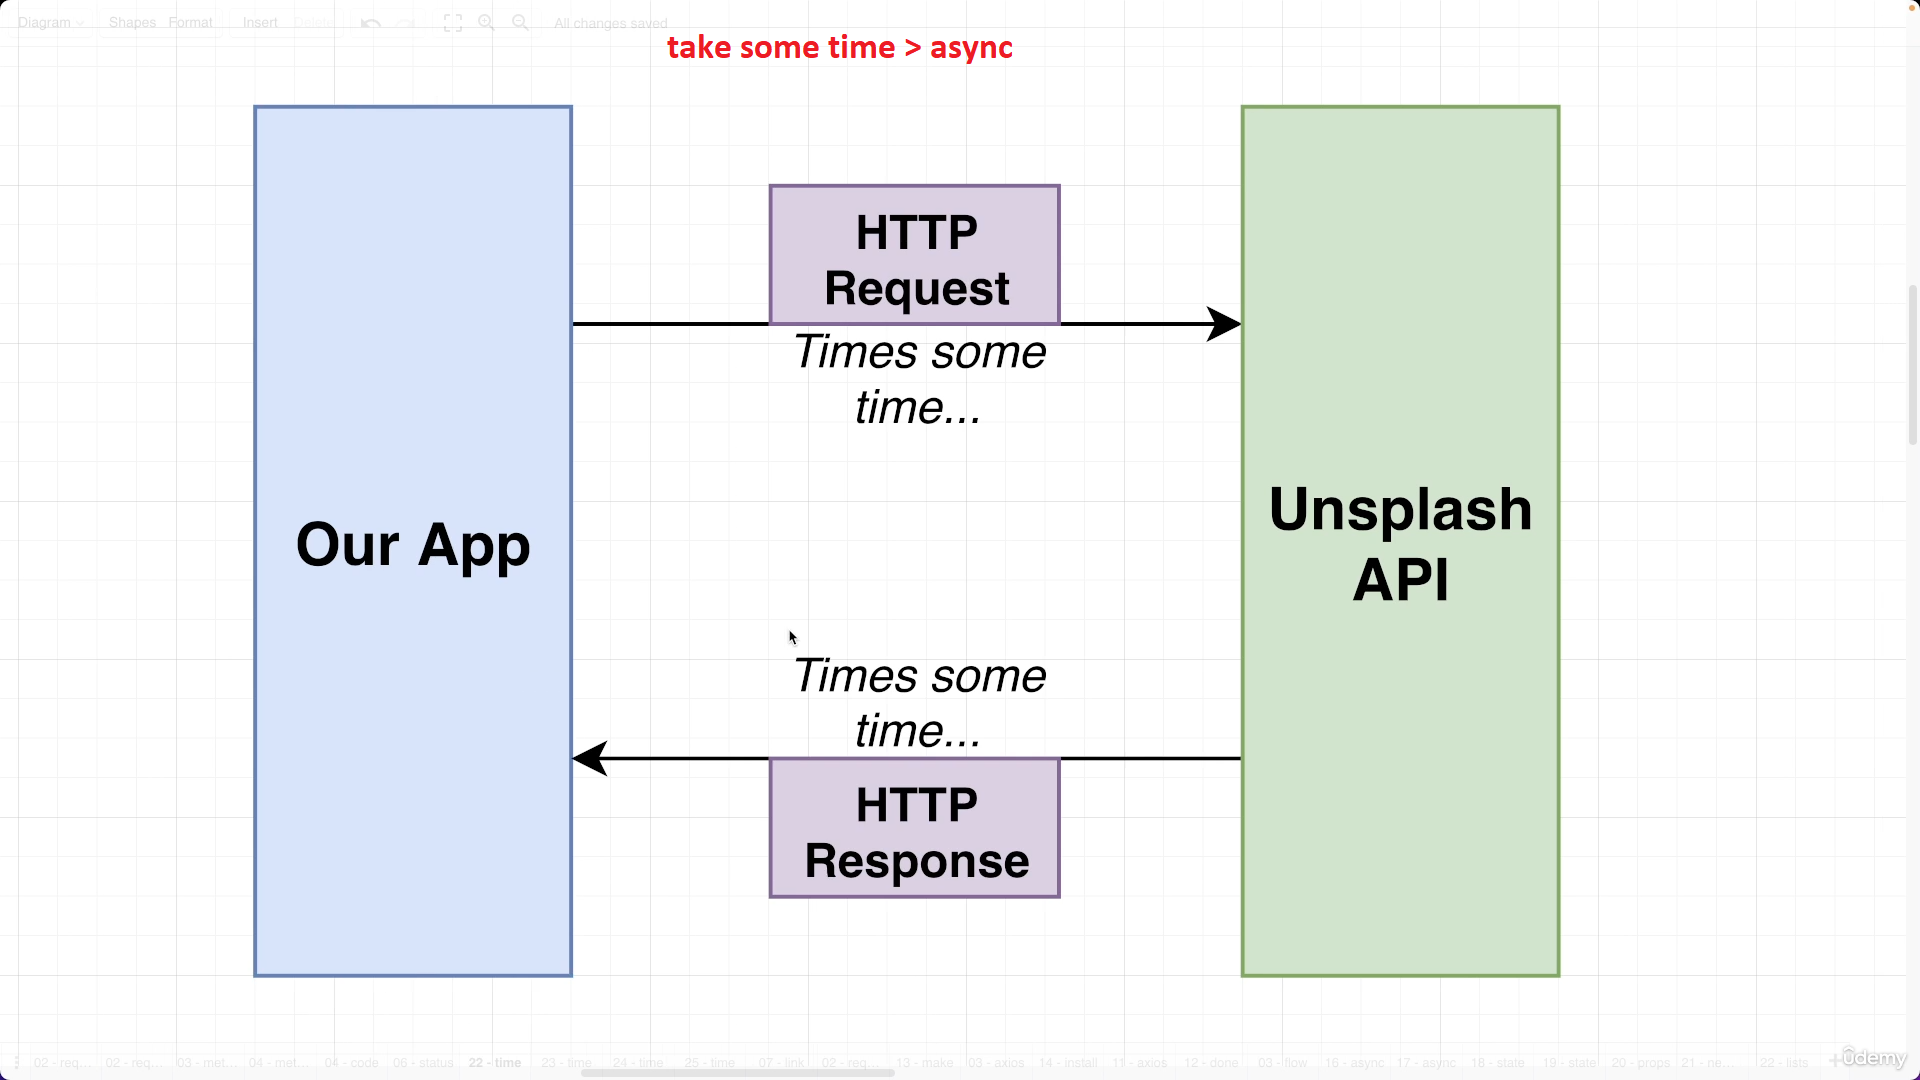 Diagram Shapes Format Insert Delete All changes saved
take some time > async
HTTP
Request
Times some
time...
Our App
Unsplash
API
Times some
time...
HTTP
Response
02 - req... 02 - req... 03 - met... 04 - met... 04 - code 06 - status 22 - time 23 - time 24 - time 25 - time 07 - link 02 - req... 13 - make 03 - axios 14 - install 11 - axios 12 - done 03 - flow 16 - async 17 - async 18 - state 19 - state 20 - props 21 - ne... 22 - lists
ûdemy